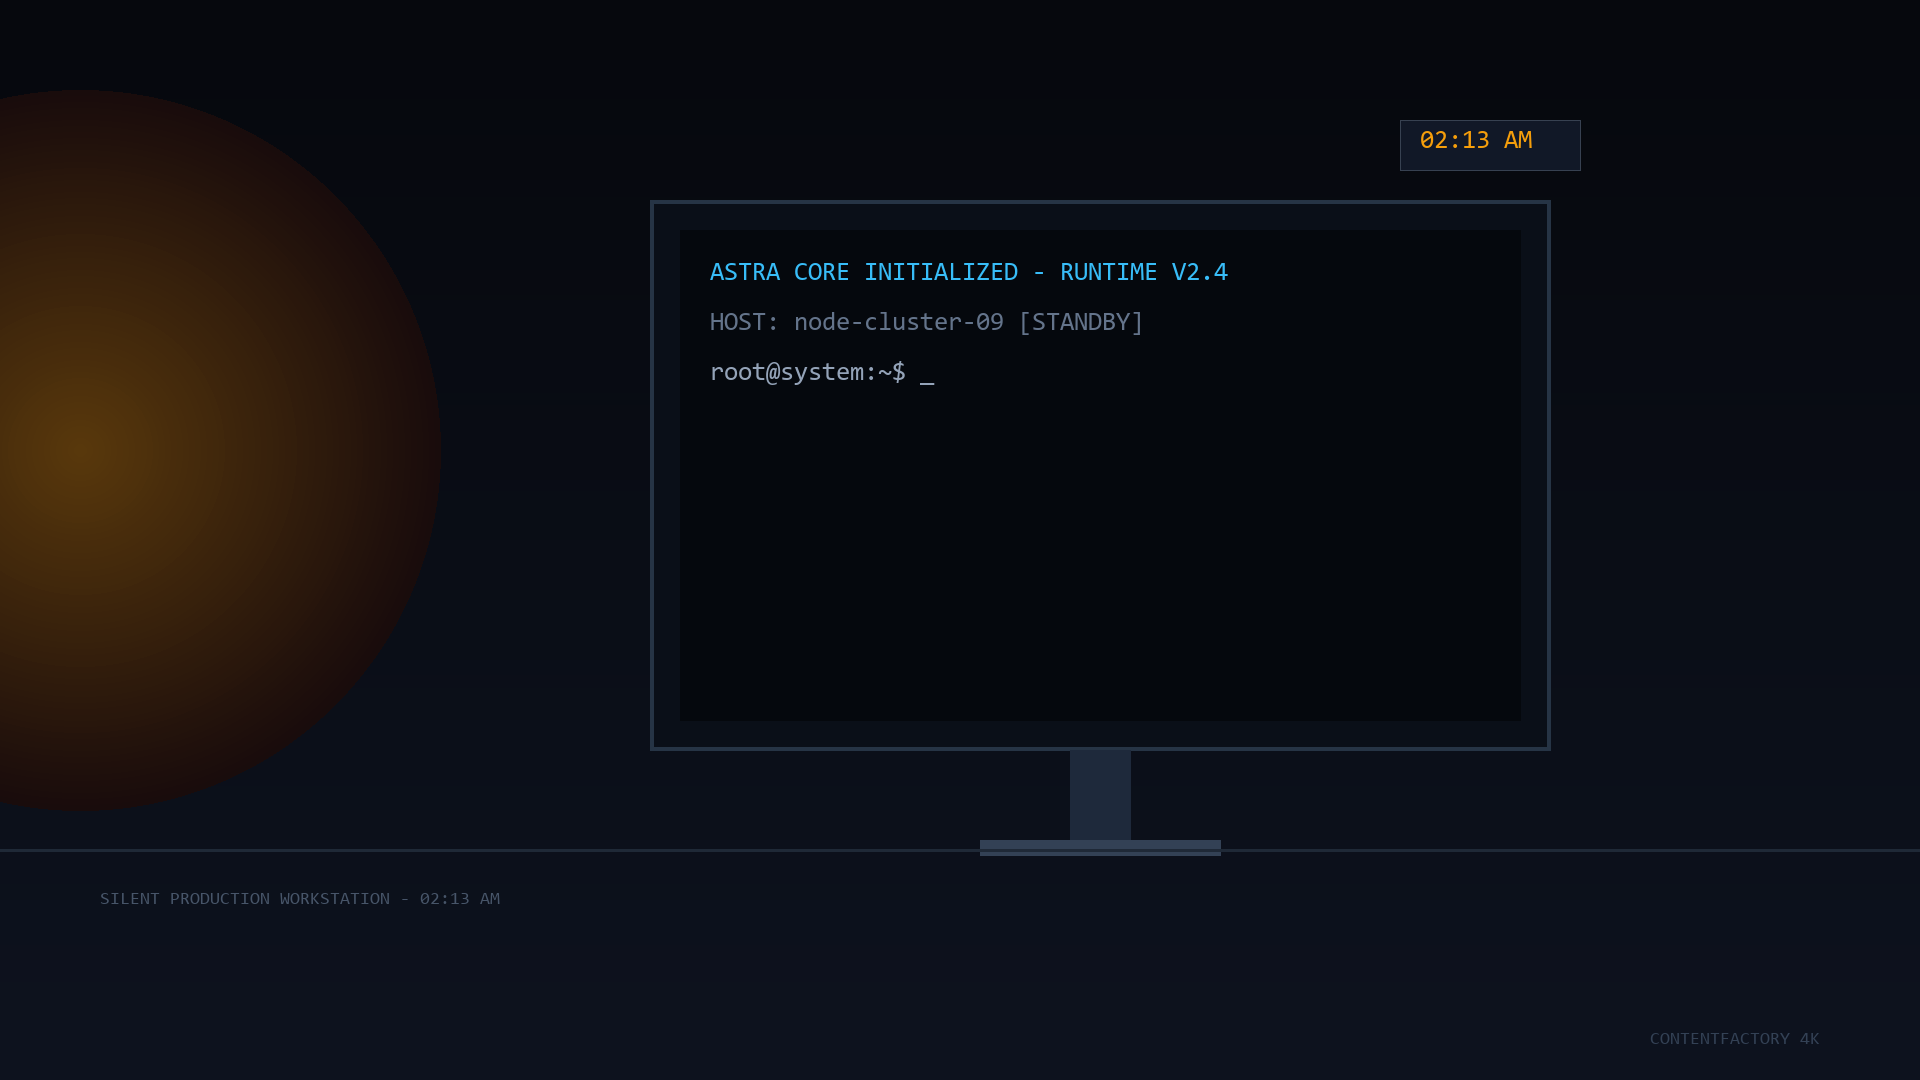 02:13 AM
ASTRA CORE INITIALIZED - RUNTIME V2.4
HOST: node-cluster-09 [STANDBY]
root@system:~$ _
SILENT PRODUCTION WORKSTATION - 02:13 AM
CONTENTFACTORY 4K